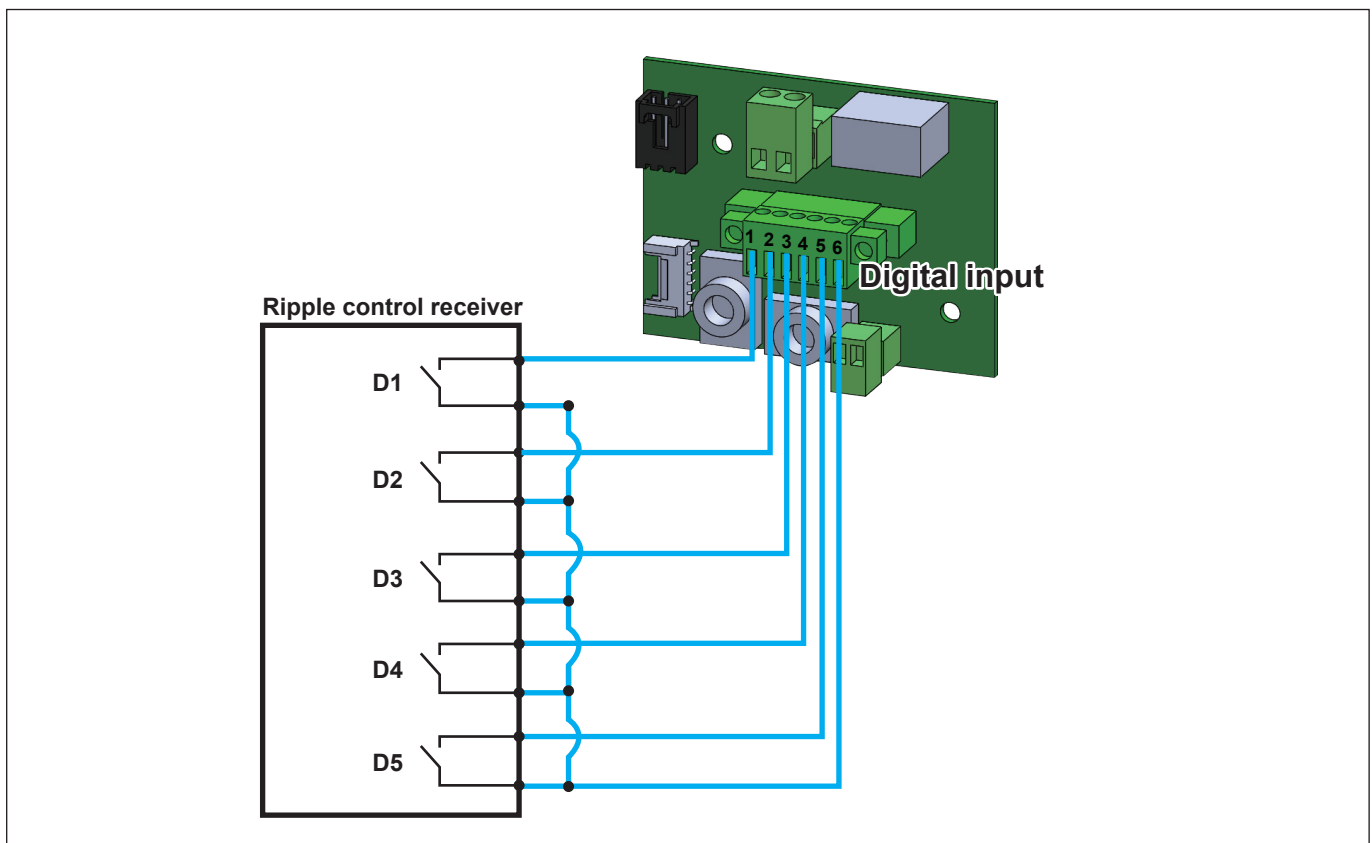 1 2 3 4 5 6
Digital input
Ripple control receiver
D1
D2
D3
D4
D5